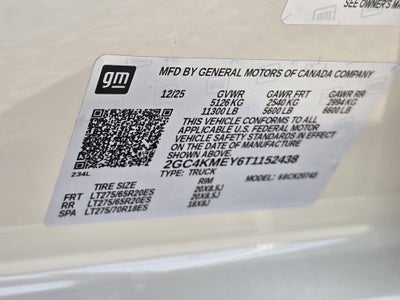 SEE OWNER'S MA
gm
MFD BY GENERAL MOTORS OF CANADA COMPANY
12/25 GVWR GAWR FRT GAWR RR
5126 KG 2540 KG 2994 KG
11300 LB 5600 LB 6600 LB
THIS VEHICLE CONFORMS TO ALL
APPLICABLE U.S. FEDERAL MOTOR
VEHICLE SAFETY STANDARDS IN EFFECT
ON THE DATE OF MANUFACTURE
2GC4KMEY6T1152438
TYPE: TRUCK MODEL: 68CK20743
234L
TIRE SIZE RIM
FRT LT275/65R20ES 20X8.5J
RR LT275/65R20ES 20X8.5J
SPA LT275/70R18ES 18X8J